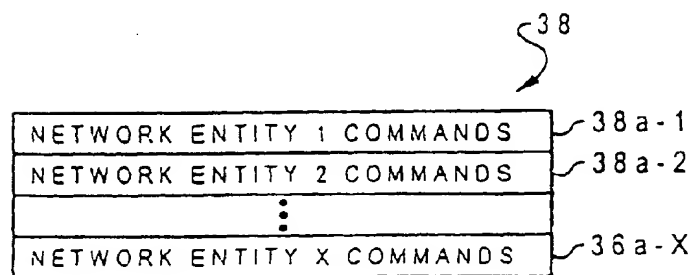 38
NETWORK ENTITY 1 COMMANDS 38a-1
NETWORK ENTITY 2 COMMANDS 38a-2
NETWORK ENTITY X COMMANDS 36a-X